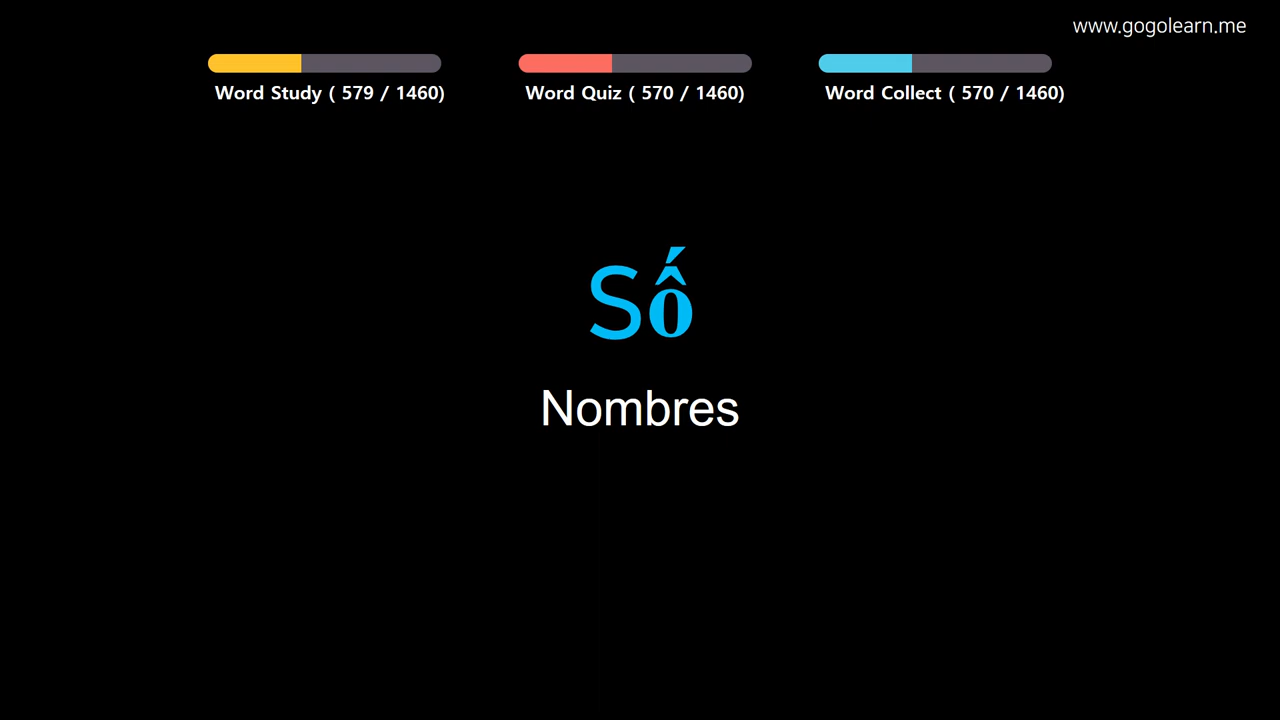 www.gogolearn.me
Word Study ( 579 / 1460)
Word Quiz ( 570 / 1460)
Word Collect ( 570 / 1460)
Số
Nombres